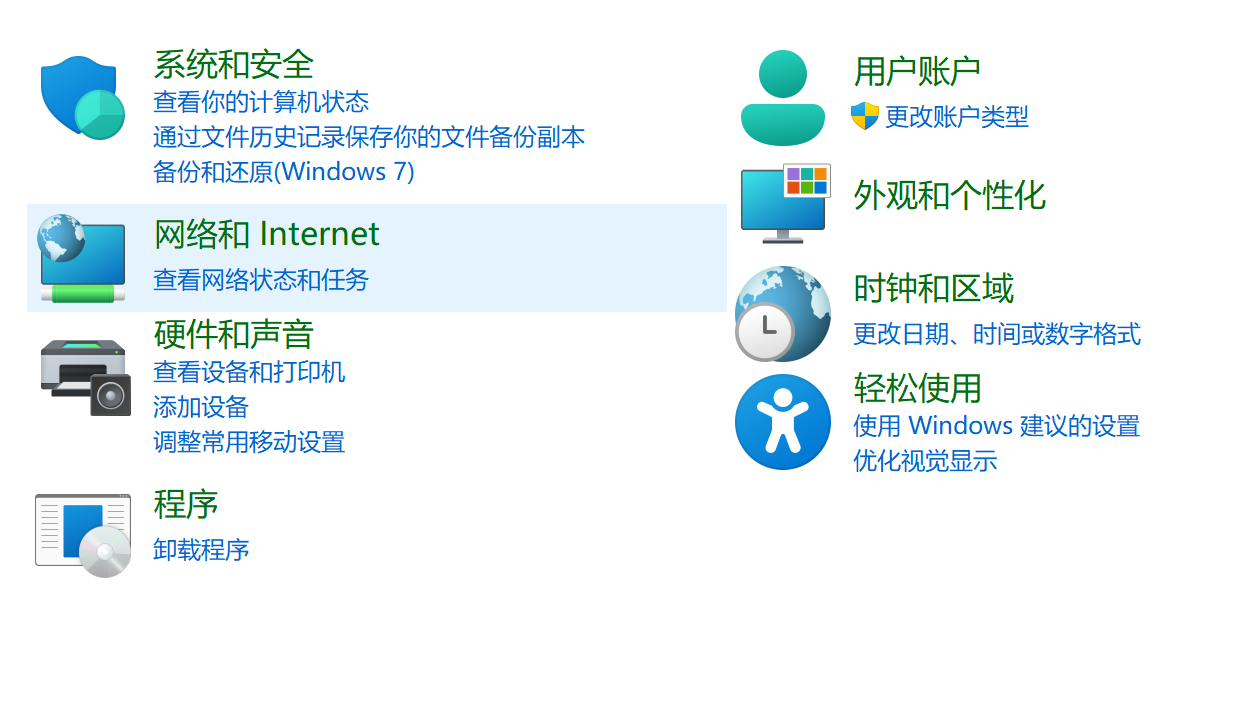 系统和安全
查看你的计算机状态
通过文件历史记录保存你的文件备份副本
备份和还原(Windows 7)
网络和 Internet
查看网络状态和任务
硬件和声音
查看设备和打印机
添加设备
调整常用移动设置
程序
卸载程序
用户账户
更改账户类型
外观和个性化
时钟和区域
更改日期、时间或数字格式
轻松使用
使用 Windows 建议的设置
优化视觉显示